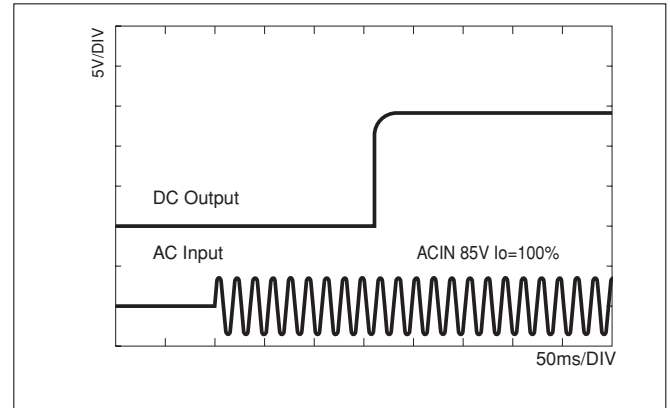 5V/DIV
DC Output
AC Input
ACIN 85V Io=100%
50ms/DIV